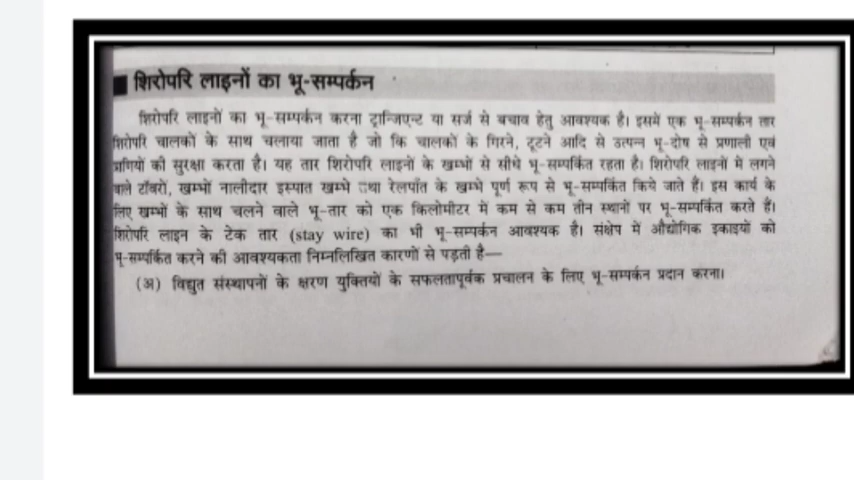 शिरोपरि लाइनों का भू-सम्पर्कन
शिरोपरि लाइनों का भू-सम्पर्कन करना ट्रान्जिएन्ट या सर्ज से बचाव हेतु आवश्यक है। इसमें एक भू-सम्पर्कन तार
शिरोपरि चालकों के साथ चलाया जाता है जो कि चालकों के गिरने, टूटने आदि से उत्पन्न भू-दोष से प्रणाली एवं
प्राणियों की सुरक्षा करता है। यह तार शिरोपरि लाइनों के खम्भों से सीधे भू-सम्पर्कित रहता है। शिरोपरि लाइनों में लगने
वाले टॉवरों, खम्भों नालीदार इस्पात खम्भे तथा रेलपाँत के खम्भे पूर्ण रूप से भू-सम्पर्कित किये जाते हैं। इस कार्य के
लिए खम्भों के साथ चलने वाले भू-तार को एक किलोमीटर में कम से कम तीन स्थानों पर भू-सम्पर्कित करते हैं।
शिरोपरि लाइन के टेक तार (stay wire) का भी भू-सम्पर्कन आवश्यक है। संक्षेप में औद्योगिक इकाइयों को
भू-सम्पर्कित करने की आवश्यकता निम्नलिखित कारणों से पड़ती है—
(अ) विद्युत संस्थापनों के क्षरण युक्तियों के सफलतापूर्वक प्रचालन के लिए भू-सम्पर्कन प्रदान करना।